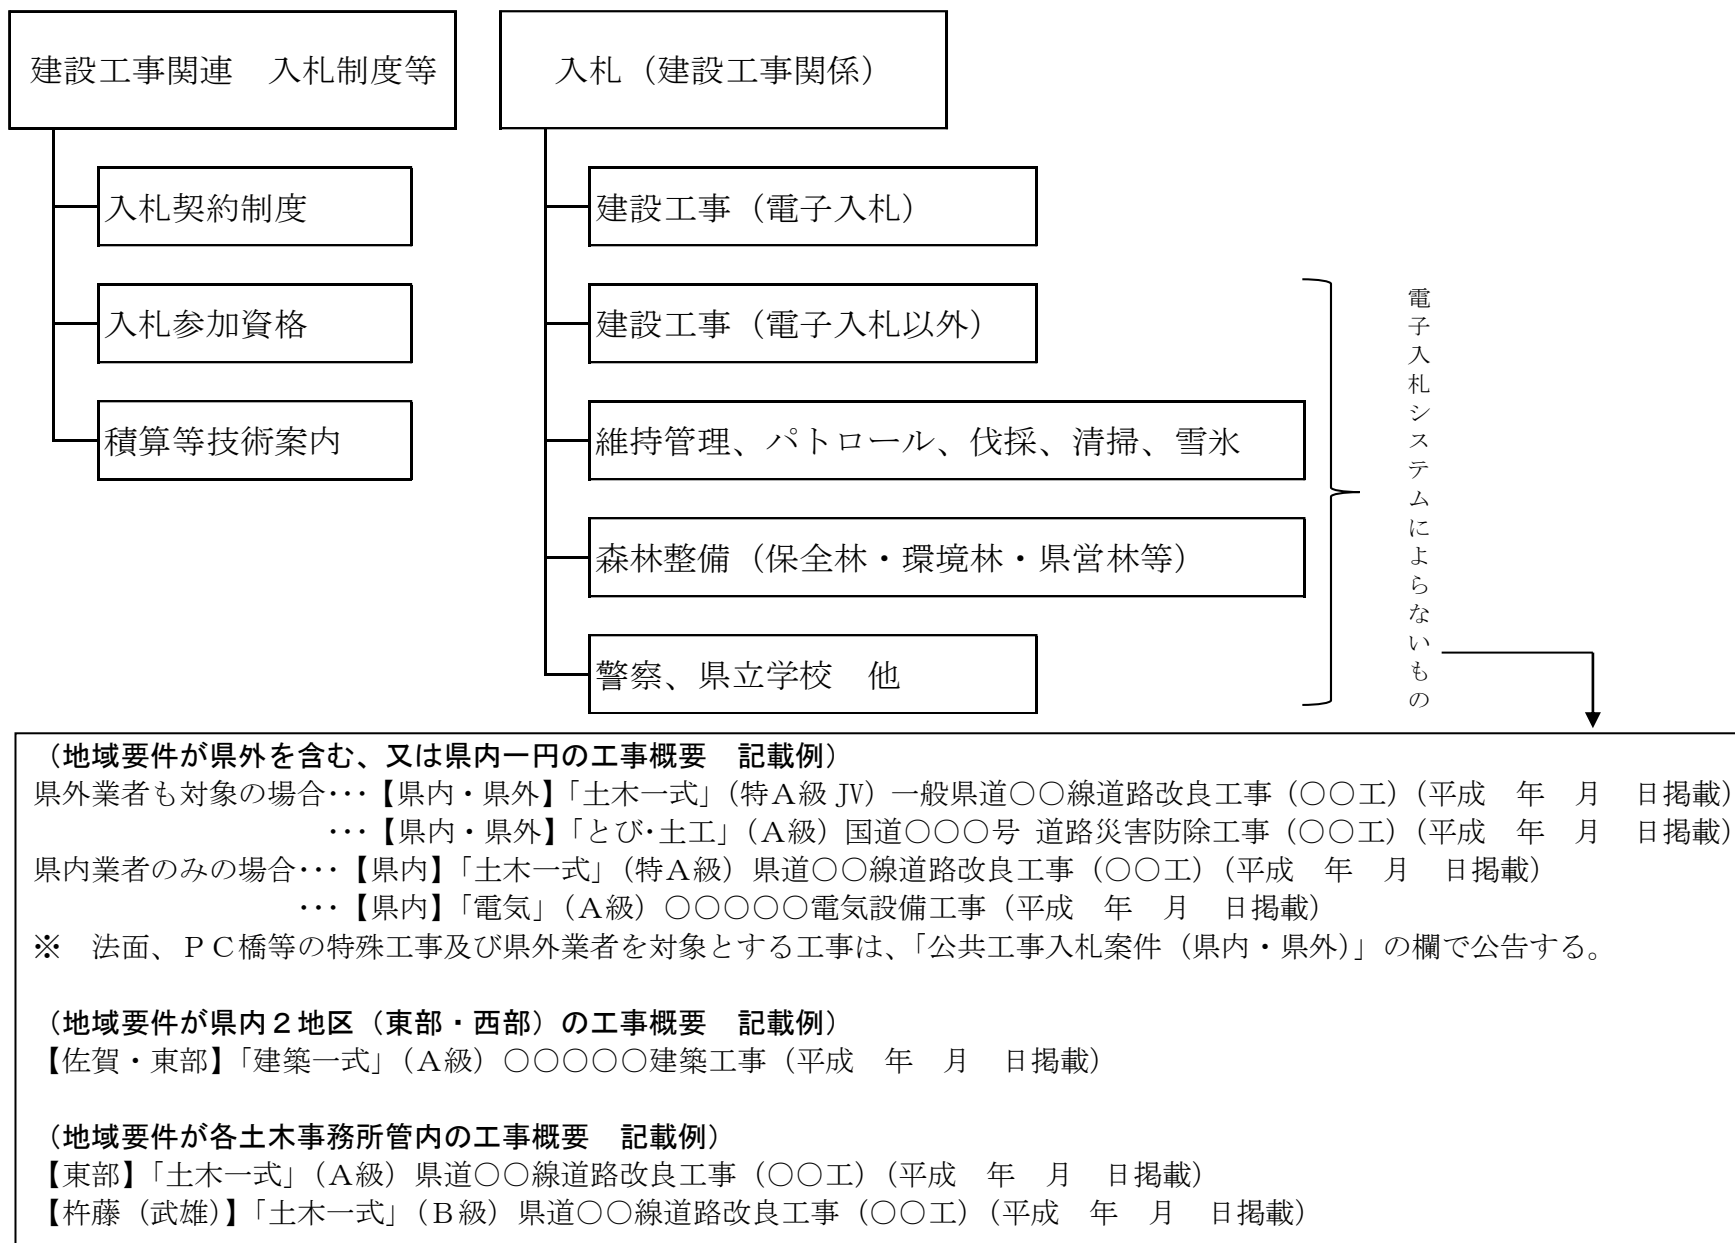 建設工事関連　入札制度等
入札契約制度
入札参加資格
積算等技術案内
入札（建設工事関係）
建設工事（電子入札）
建設工事（電子入札以外）
維持管理、パトロール、伐採、清掃、雪氷
森林整備（保全林・環境林・県営林等）
警察、県立学校　他
電子入札システムによらないもの
（地域要件が県外を含む、又は県内一円の工事概要　記載例）
県外業者も対象の場合･･･【県内・県外】「土木一式」（特Ａ級 JV）一般県道○○線道路改良工事（○○工）（平成　年　月　日掲載）
･･･【県内・県外】「とび･土工」（Ａ級）国道○○○号 道路災害防除工事（○○工）（平成　年　月　日掲載）
県内業者のみの場合･･･【県内】「土木一式」（特Ａ級）県道○○線道路改良工事（○○工）（平成　年　月　日掲載）
･･･【県内】「電気」（Ａ級）○○○○○電気設備工事（平成　年　月　日掲載）
※　法面、ＰＣ橋等の特殊工事及び県外業者を対象とする工事は、「公共工事入札案件（県内・県外）」の欄で公告する。
（地域要件が県内２地区（東部・西部）の工事概要　記載例）
【佐賀・東部】「建築一式」（Ａ級）○○○○○建築工事（平成　年　月　日掲載）
（地域要件が各土木事務所管内の工事概要　記載例）
【東部】「土木一式」（Ａ級）県道○○線道路改良工事（○○工）（平成　年　月　日掲載）
【杵藤（武雄）】「土木一式」（Ｂ級）県道○○線道路改良工事（○○工）（平成　年　月　日掲載）